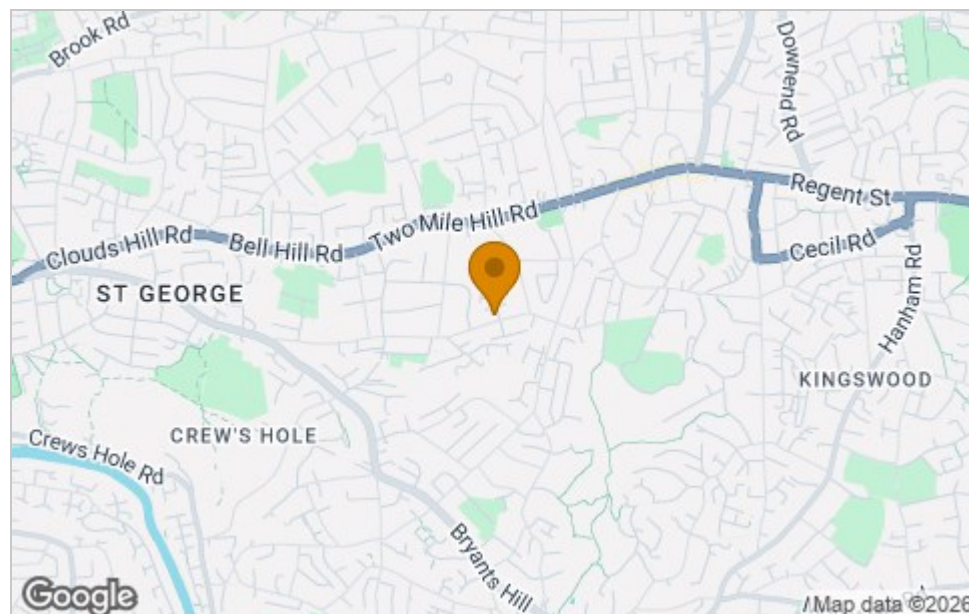 Brook Rd
Downend Rd
Regent St
Two Mile Hill Rd
Clouds Hill Rd
Bell Hill Rd
Cecil Rd
ST GEORGE
Hanham Rd
KINGSWOOD
CREW'S HOLE
Crews Hole Rd
Bryants Hill
Google
Map data ©2026